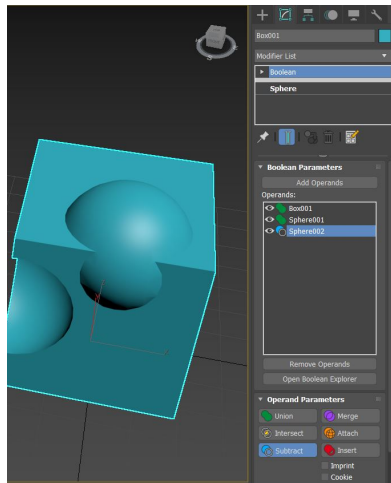 Box001
Modifier List
Boolean
Sphere
Boolean Parameters
Add Operands
Operands:
Box001
Sphere001
Sphere002
Remove Operands
Open Boolean Explorer
Operand Parameters
Union
Merge
Intersect
Attach
Subtract
Insert
Imprint
Cookie